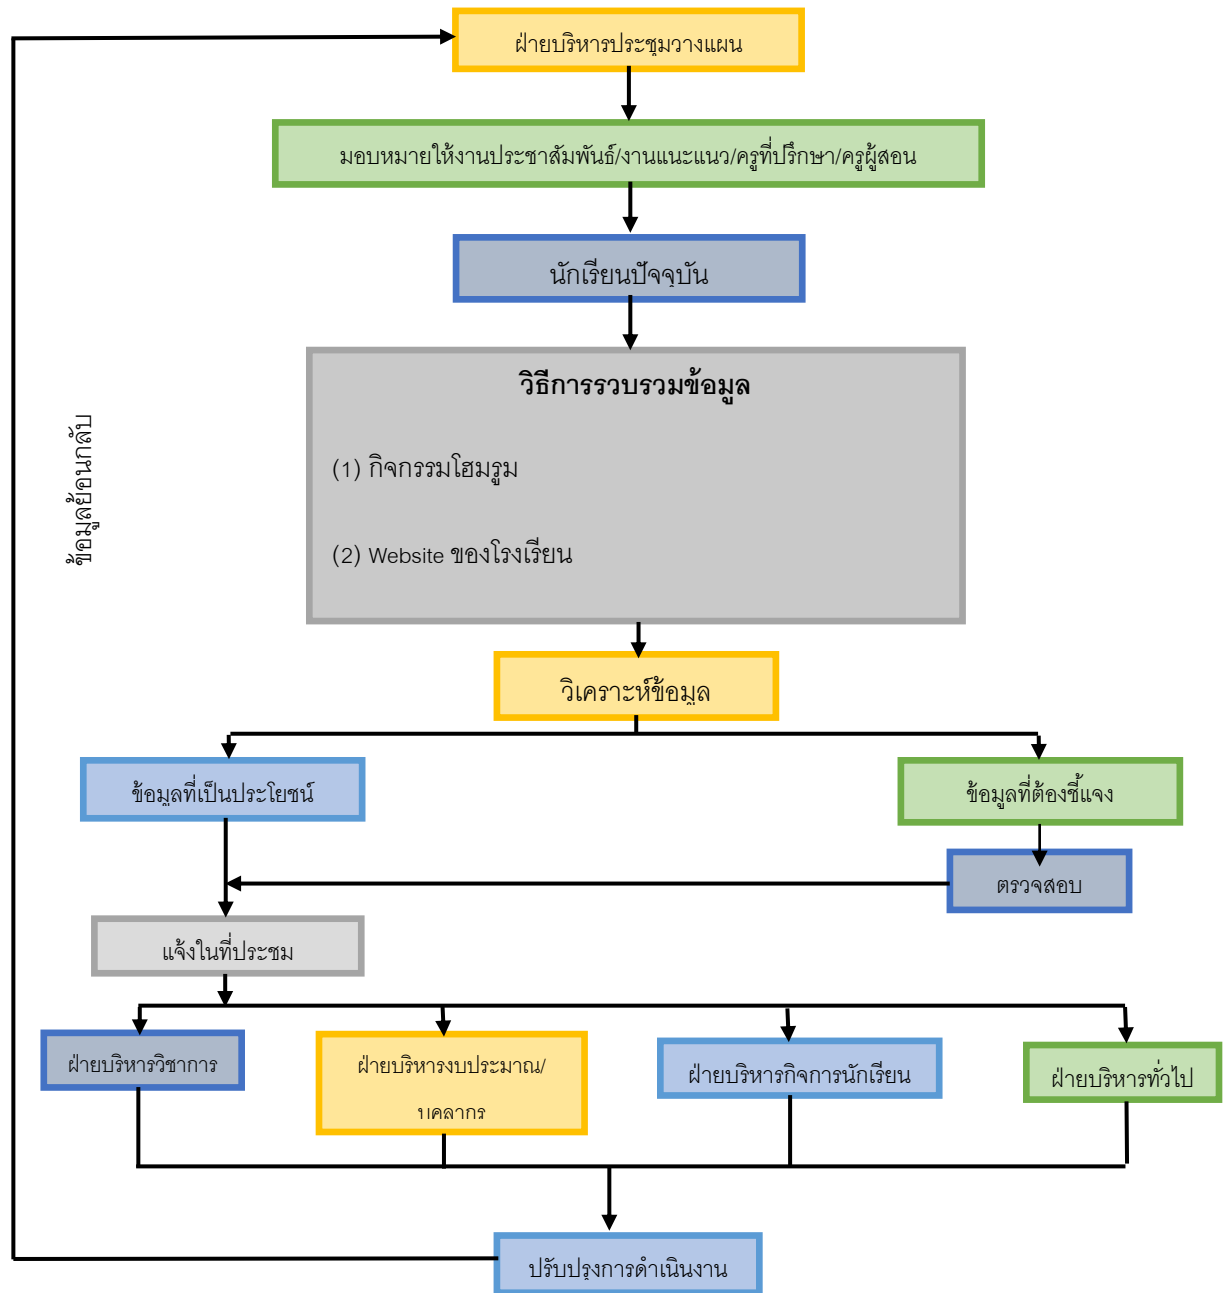 ฝ่ายบริหารประชุมวางแผน
มอบหมายให้งานประชาสัมพันธ์/งานแนะแนว/ครูที่ปรึกษา/ครูผู้สอน
นักเรียนปัจจุบัน
วิธีการรวบรวมข้อมูล
(1) กิจกรรมโฮมรูม
(2) Website ของโรงเรียน
ข้อมูลย้อนกลับ
วิเคราะห์ข้อมูล
ข้อมูลที่เป็นประโยชน์
ข้อมูลที่ต้องชี้แจง
ตรวจสอบ
แจ้งในที่ประชุม
ฝ่ายบริหารวิชาการ
ฝ่ายบริหารงบประมาณ/
บุคลากร
ฝ่ายบริหารกิจการนักเรียน
ฝ่ายบริหารทั่วไป
ปรับปรุงการดำเนินงาน